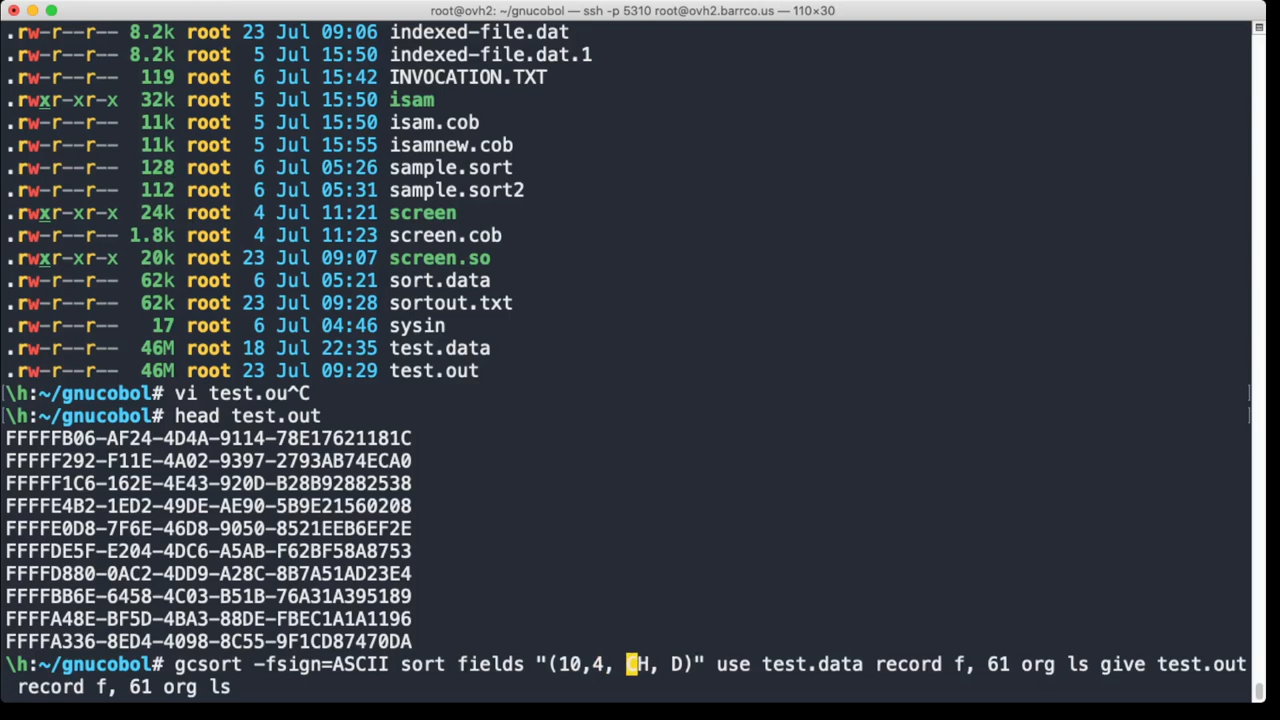 root@ovh2:~/gnucobol — ssh -p 5310 root@ovh2.barrco.us — 110×30
.rw-r--r-- 8.2k root 23 Jul 09:06 indexed-file.dat
.rw-r--r-- 8.2k root  5 Jul 15:50 indexed-file.dat.1
.rw-r--r--  119 root  6 Jul 15:42 INVOCATION.TXT
.rwxr-xr-x  32k root  5 Jul 15:50 isam
.rw-r--r--  11k root  5 Jul 15:50 isam.cob
.rw-r--r--  11k root  5 Jul 15:55 isamnew.cob
.rw-r--r--  128 root  6 Jul 05:26 sample.sort
.rw-r--r--  112 root  6 Jul 05:31 sample.sort2
.rwxr-xr-x  24k root  4 Jul 11:21 screen
.rw-r--r-- 1.8k root  4 Jul 11:23 screen.cob
.rwxr-xr-x  20k root 23 Jul 09:07 screen.so
.rw-r--r--  62k root  6 Jul 05:21 sort.data
.rw-r--r--  62k root 23 Jul 09:28 sortout.txt
.rw-r--r--   17 root  6 Jul 04:46 sysin
.rw-r--r--  46M root 18 Jul 22:35 test.data
.rw-r--r--  46M root 23 Jul 09:29 test.out
\h:~/gnucobol# vi test.ou^C
\h:~/gnucobol# head test.out
FFFFFB06-AF24-4D4A-9114-78E17621181C
FFFFF292-F11E-4A02-9397-2793AB74ECA0
FFFFF1C6-162E-4E43-920D-B28B92882538
FFFFE4B2-1ED2-49DE-AE90-5B9E21560208
FFFFE0D8-7F6E-46D8-9050-8521EEB6EF2E
FFFFDE5F-E204-4DC6-A5AB-F62BF58A8753
FFFFD880-0AC2-4DD9-A28C-8B7A51AD23E4
FFFFBB6E-6458-4C03-B51B-76A31A395189
FFFFA48E-BF5D-4BA3-88DE-FBEC1A1A1196
FFFFA336-8ED4-4098-8C55-9F1CD87470DA
\h:~/gnucobol# gcsort -fsign=ASCII sort fields "(10,4, CH, D)" use test.data record f, 61 org ls give test.out
record f, 61 org ls